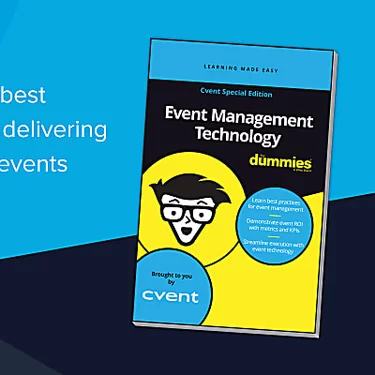 best
delivering
events
LEARNING MADE EASY
Cvent Special Edition
Event Management
Technology
for
dummies
Learn best practices
for event management
Demonstrate event ROI
with metrics and KPIs
Streamline execution with
event technology
Brought to you
by
cvent